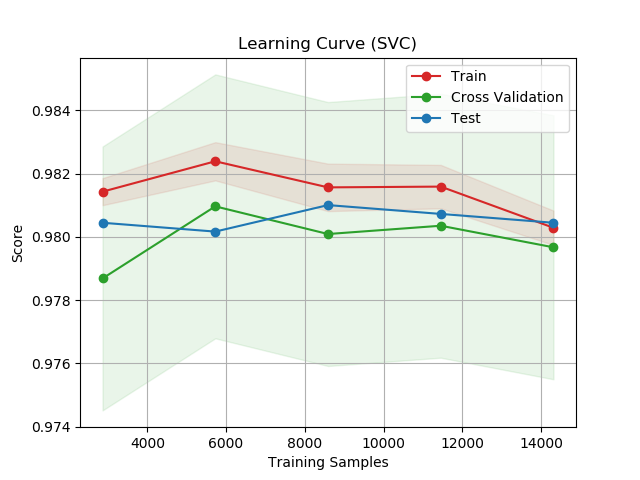 Learning Curve (SVC)
Train
Cross Validation
Test
0.984
0.982
0.980
0.978
0.976
0.974
Score
4000
6000
8000
10000
12000
14000
Training Samples